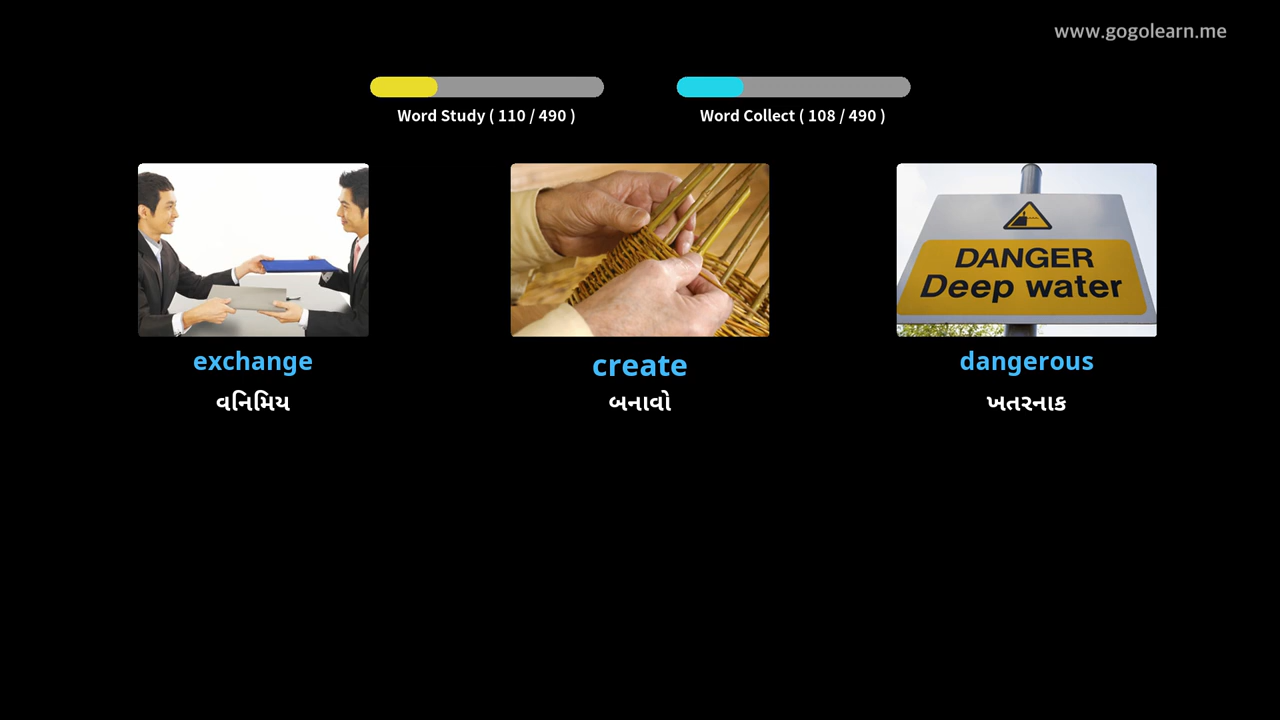 www.gogolearn.me
Word Study ( 110 / 490 )
Word Collect ( 108 / 490 )
DANGER
Deep water
exchange
create
dangerous
વનિમિય
બનાવો
ખતરનાક